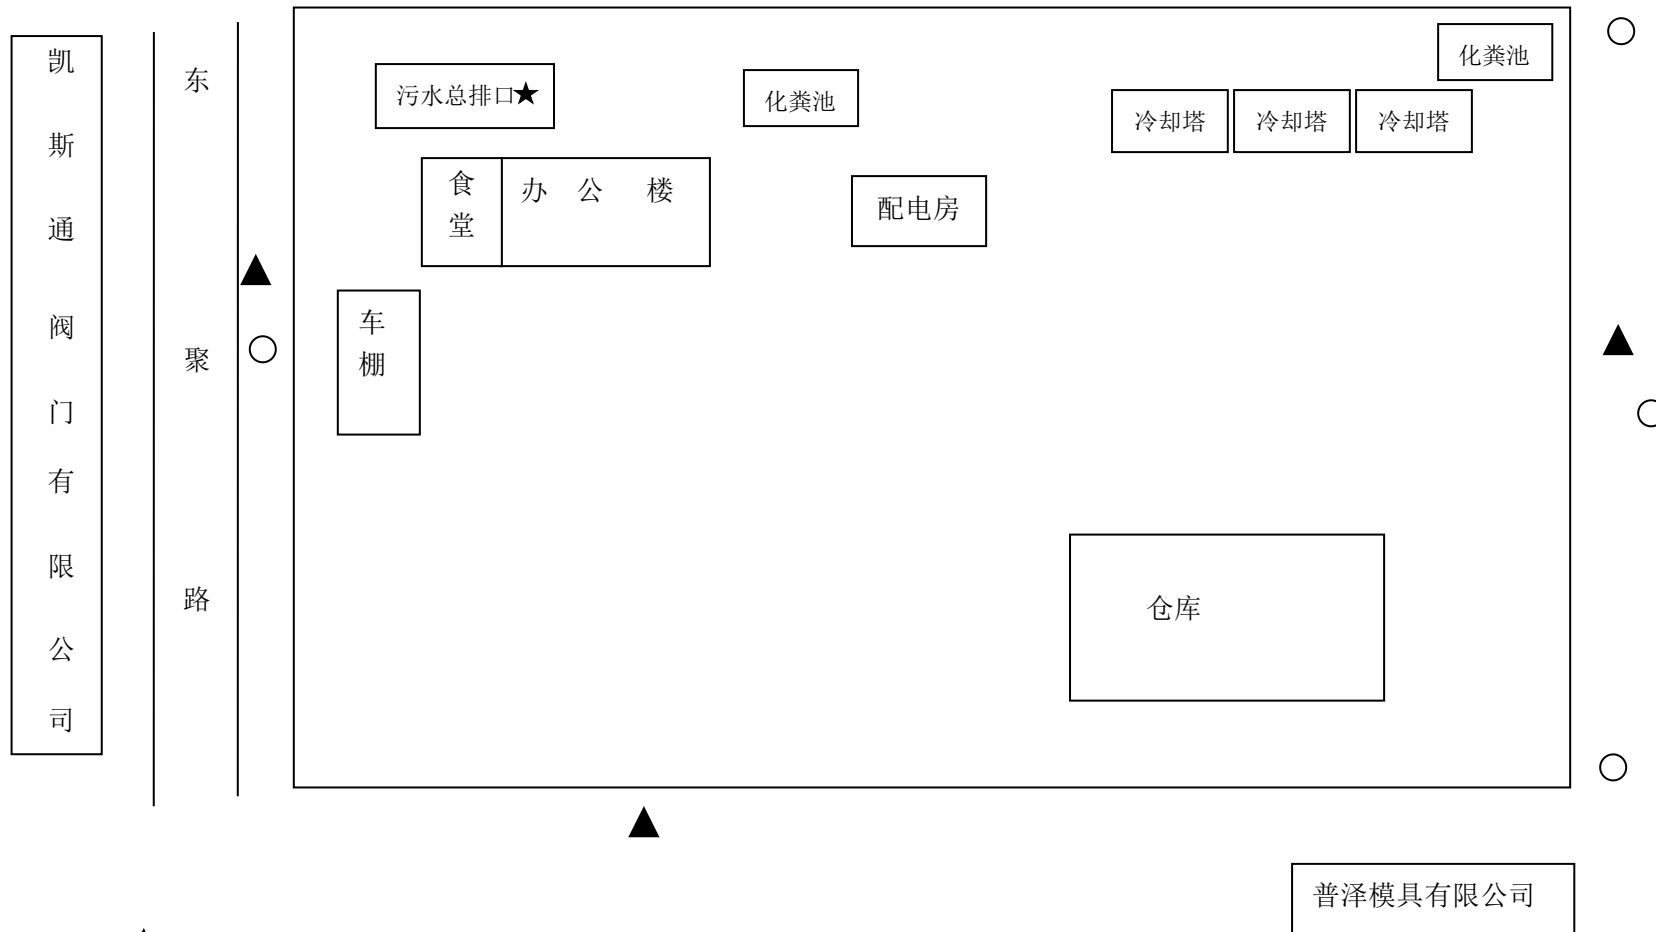 凯斯通阀门有限公司
东聚路
污水总排口★
化粪池
化粪池
冷却塔
冷却塔
冷却塔
食堂
办公楼
配电房
车棚
仓库
普泽模具有限公司